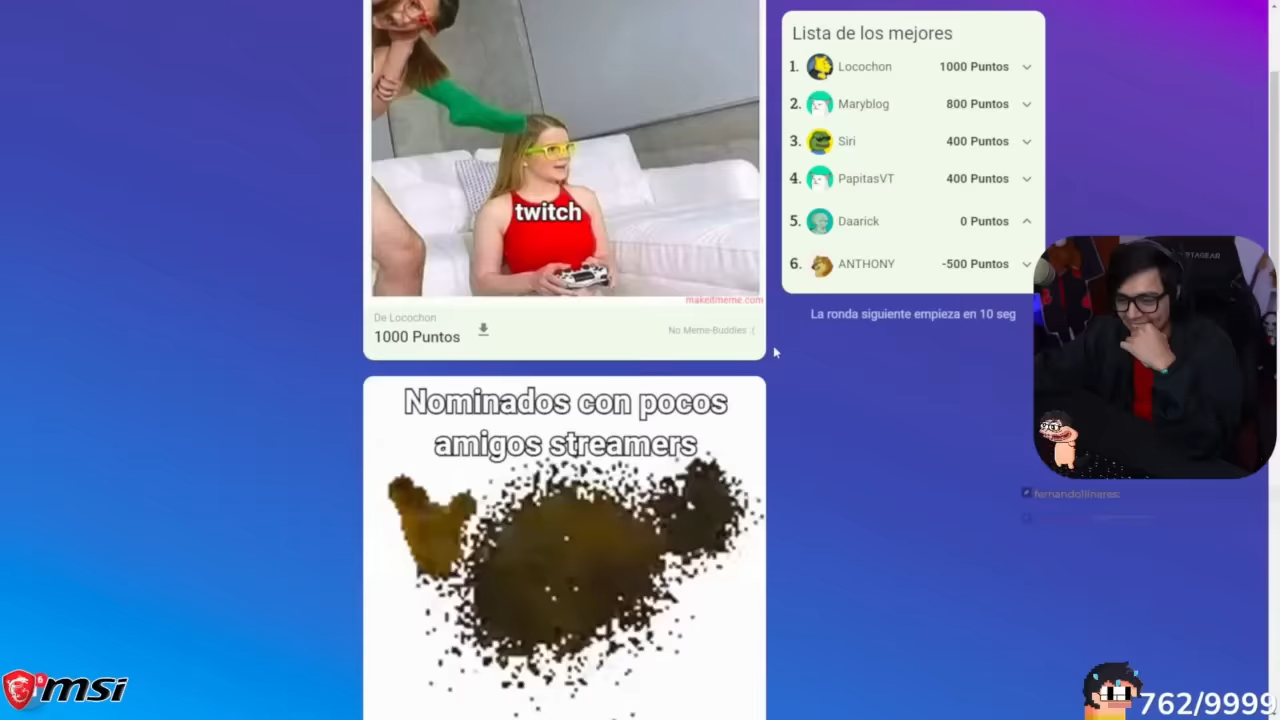 twitch
makeitmeme.com
De Locochon
1000 Puntos
No Meme-Buddies :(
Nominados con pocos
amigos streamers
Lista de los mejores
1. Locochon 1000 Puntos
2. Maryblog 800 Puntos
3. Siri 400 Puntos
4. PapitasVT 400 Puntos
5. Daarick 0 Puntos
6. ANTHONY -500 Puntos
La ronda siguiente empieza en 10 seg
fernandollinares:
msi
762/9999